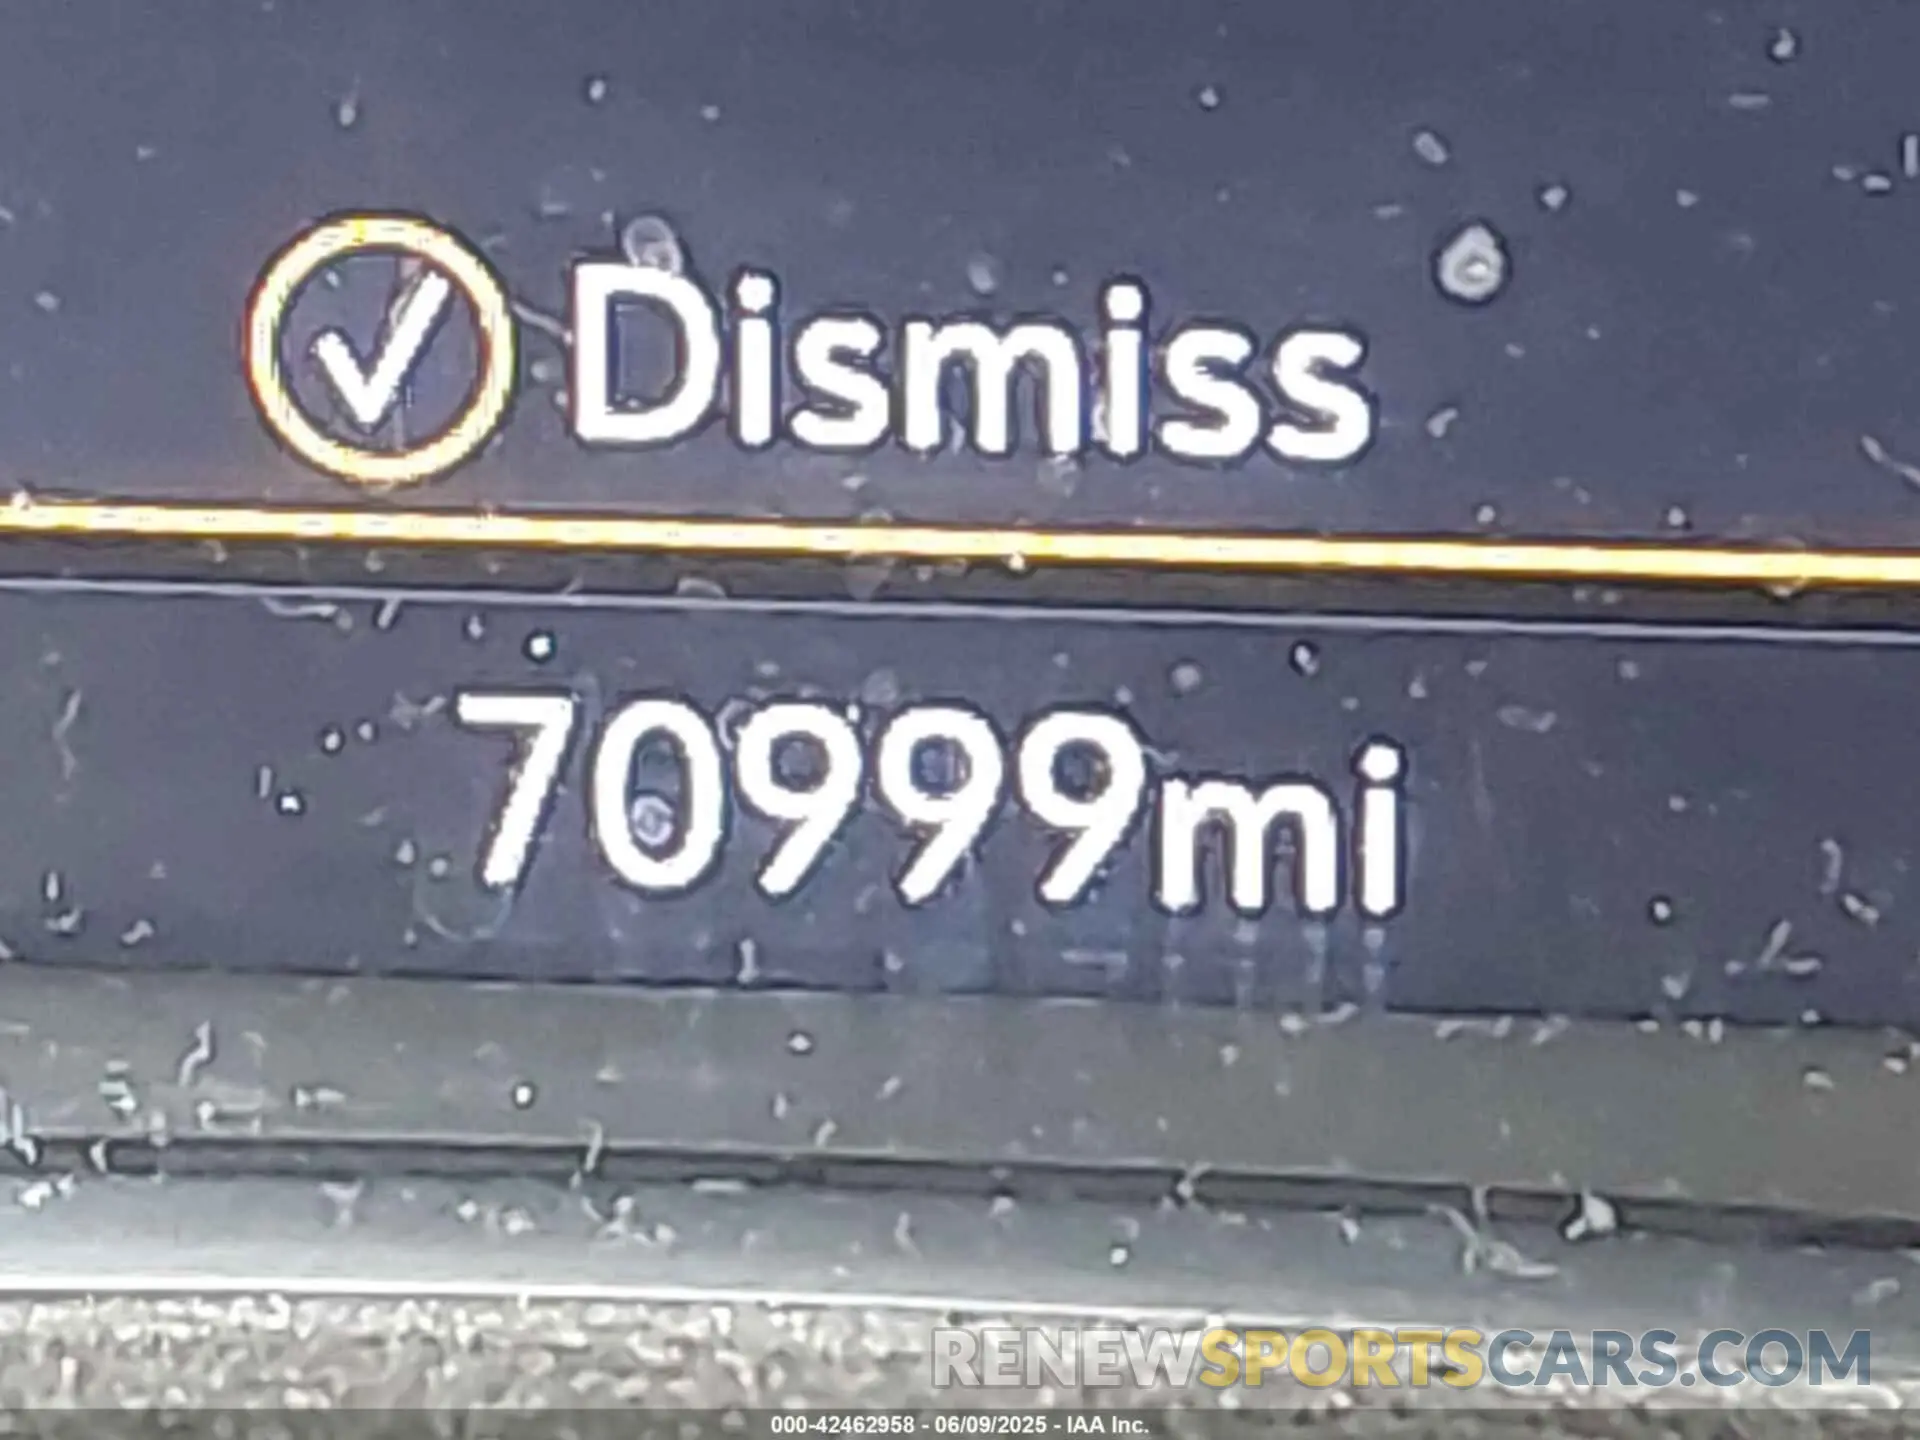 Dismiss
70999mi
RENEWSPORTSCARS.COM
000-42462958 - 06/09/2025 - IAA Inc.